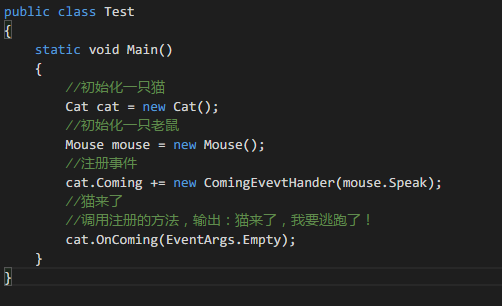 public class Test
{
static void Main()
{
//初始化一只猫
Cat cat = new Cat();
//初始化一只老鼠
Mouse mouse = new Mouse();
//注册事件
cat.Coming += new ComingEvevtHander(mouse.Speak);
//猫来了
//调用注册的方法，输出：猫来了，我要逃跑了！
cat.OnComing(EventArgs.Empty);
}
}